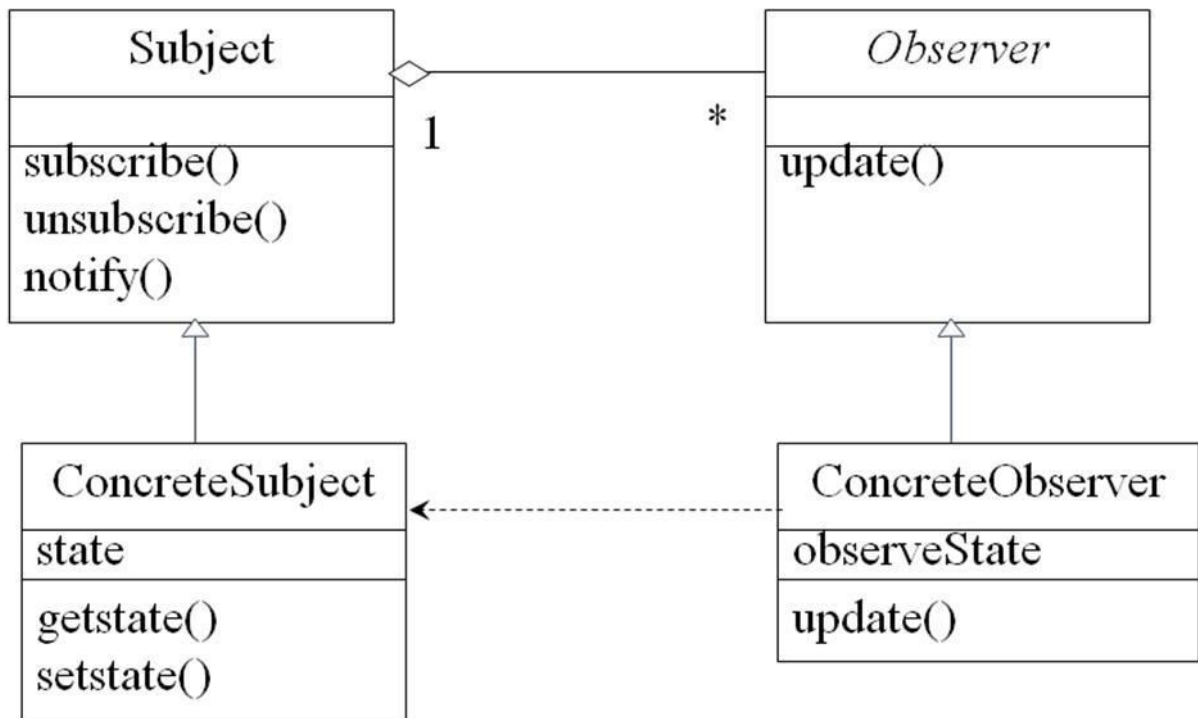 Subject
subscribe()
unsubscribe()
notify()
1
*
Observer
update()
ConcreteSubject
state
getstate()
setstate()
ConcreteObserver
observeState
update()